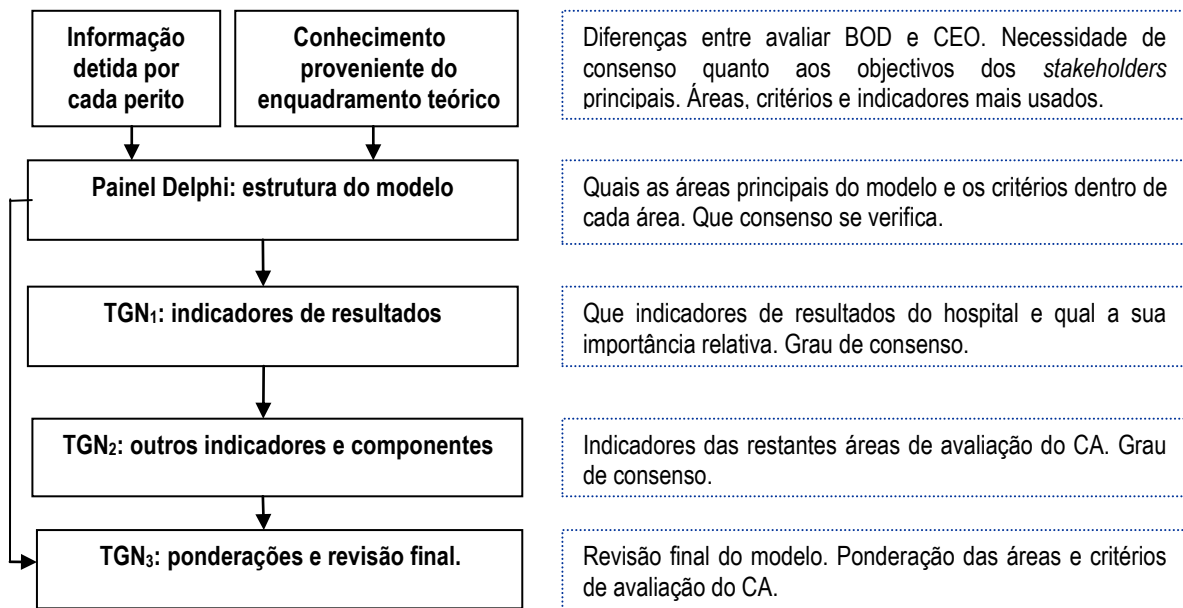 Informação
detida por
cada perito
Conhecimento
proveniente do
enquadramento teórico
Diferenças entre avaliar BOD e CEO. Necessidade de
consenso quanto aos objectivos dos stakeholders
principais. Áreas, critérios e indicadores mais usados.
Painel Delphi: estrutura do modelo
Quais as áreas principais do modelo e os critérios dentro de
cada área. Que consenso se verifica.
TGN₁: indicadores de resultados
Que indicadores de resultados do hospital e qual a sua
importância relativa. Grau de consenso.
TGN₂: outros indicadores e componentes
Indicadores das restantes áreas de avaliação do CA. Grau
de consenso.
TGN₃: ponderações e revisão final.
Revisão final do modelo. Ponderação das áreas e critérios
de avaliação do CA.